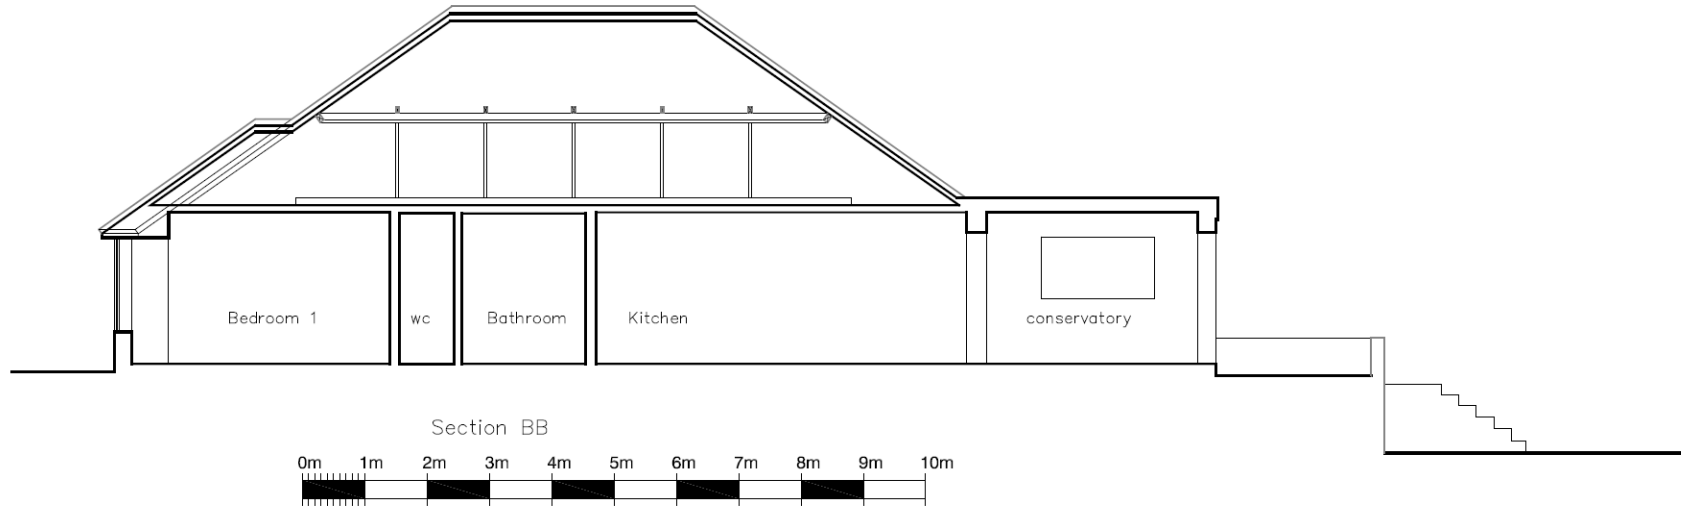 Bedroom 1 wc Bathroom Kitchen conservatory
Section BB
0m 1m 2m 3m 4m 5m 6m 7m 8m 9m 10m